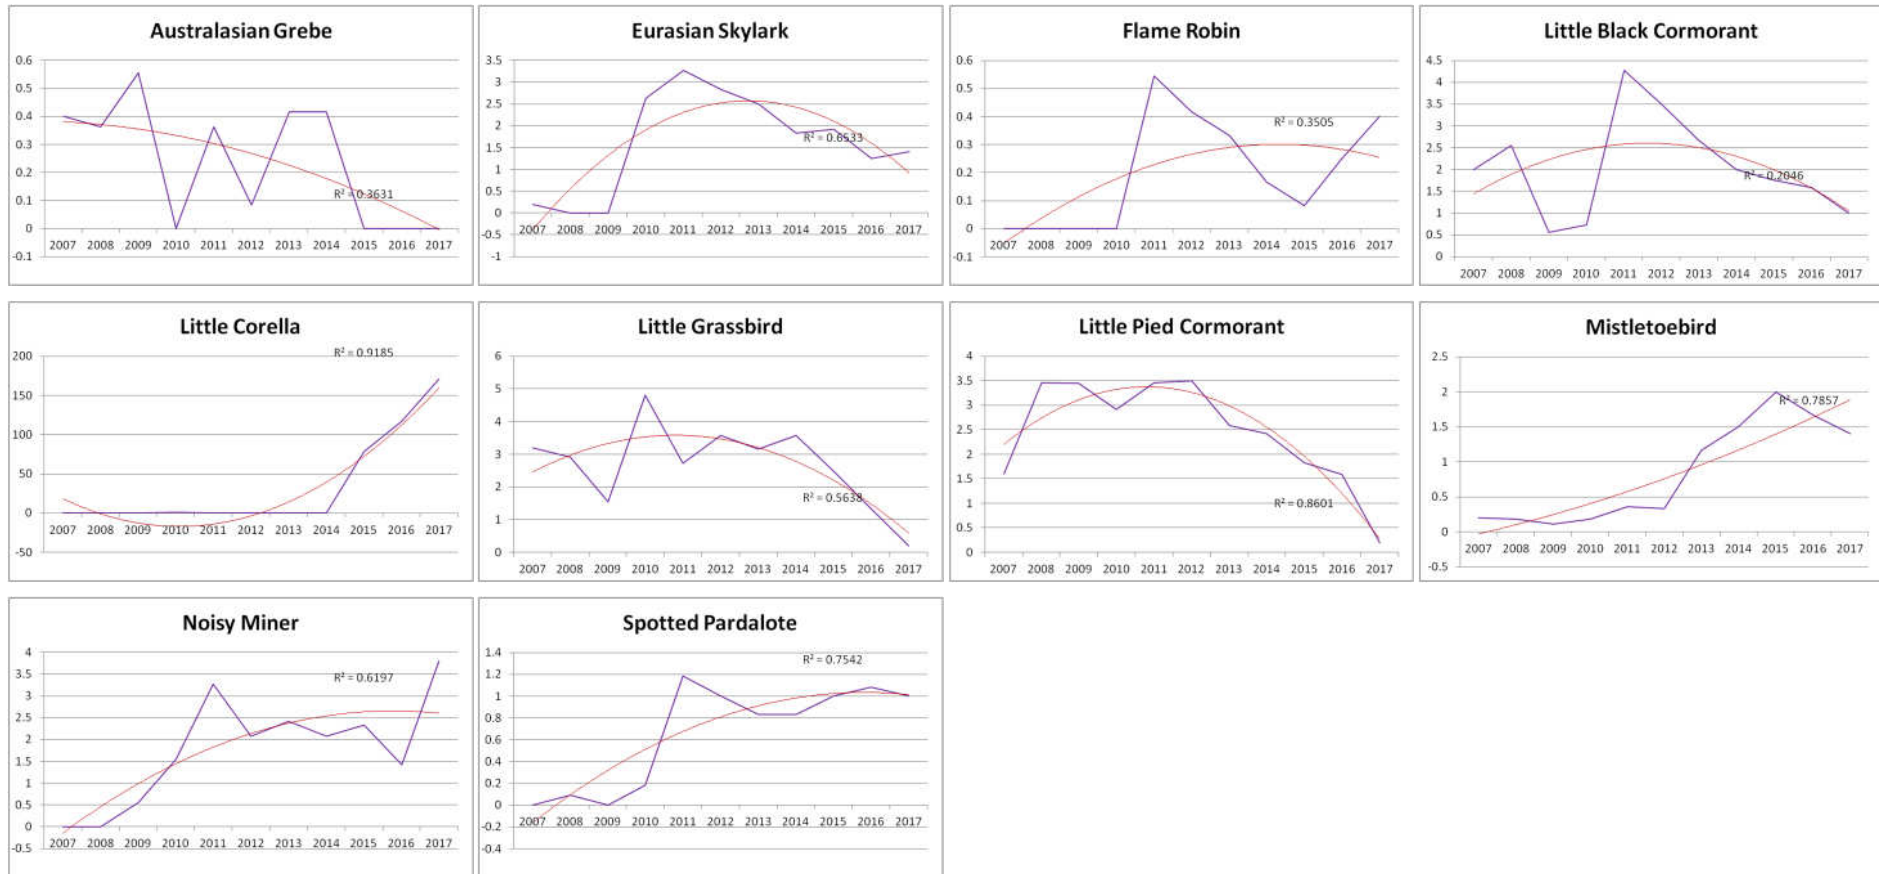 Australasian Grebe
0.6
0.5
0.4
0.3
0.2
0.1
0
-0.1
R² = 0.3631
2007 2008 2009 2010 2011 2012 2013 2014 2015 2016 2017
Eurasian Skylark
3.5
3
2.5
2
1.5
1
0.5
0
-0.5
-1
R² = 0.6533
2007 2008 2009 2010 2011 2012 2013 2014 2015 2016 2017
Flame Robin
0.6
0.5
0.4
0.3
0.2
0.1
0
-0.1
R² = 0.3505
2007 2008 2009 2010 2011 2012 2013 2014 2015 2016 2017
Little Black Cormorant
4.5
4
3.5
3
2.5
2
1.5
1
0.5
0
R² = 0.2046
2007 2008 2009 2010 2011 2012 2013 2014 2015 2016 2017
Little Corella
200
150
100
50
0
-50
R² = 0.9185
2007 2008 2009 2010 2011 2012 2013 2014 2015 2016 2017
Little Grassbird
6
5
4
3
2
1
0
R² = 0.5638
2007 2008 2009 2010 2011 2012 2013 2014 2015 2016 2017
Little Pied Cormorant
4
3.5
3
2.5
2
1.5
1
0.5
0
R² = 0.8601
2007 2008 2009 2010 2011 2012 2013 2014 2015 2016 2017
Mistletoebird
2.5
2
1.5
1
0.5
0
-0.5
R² = 0.7857
2007 2008 2009 2010 2011 2012 2013 2014 2015 2016 2017
Noisy Miner
4
3.5
3
2.5
2
1.5
1
0.5
0
-0.5
R² = 0.6197
2007 2008 2009 2010 2011 2012 2013 2014 2015 2016 2017
Spotted Pardalote
1.4
1.2
1
0.8
0.6
0.4
0.2
0
-0.2
-0.4
R² = 0.7542
2007 2008 2009 2010 2011 2012 2013 2014 2015 2016 2017